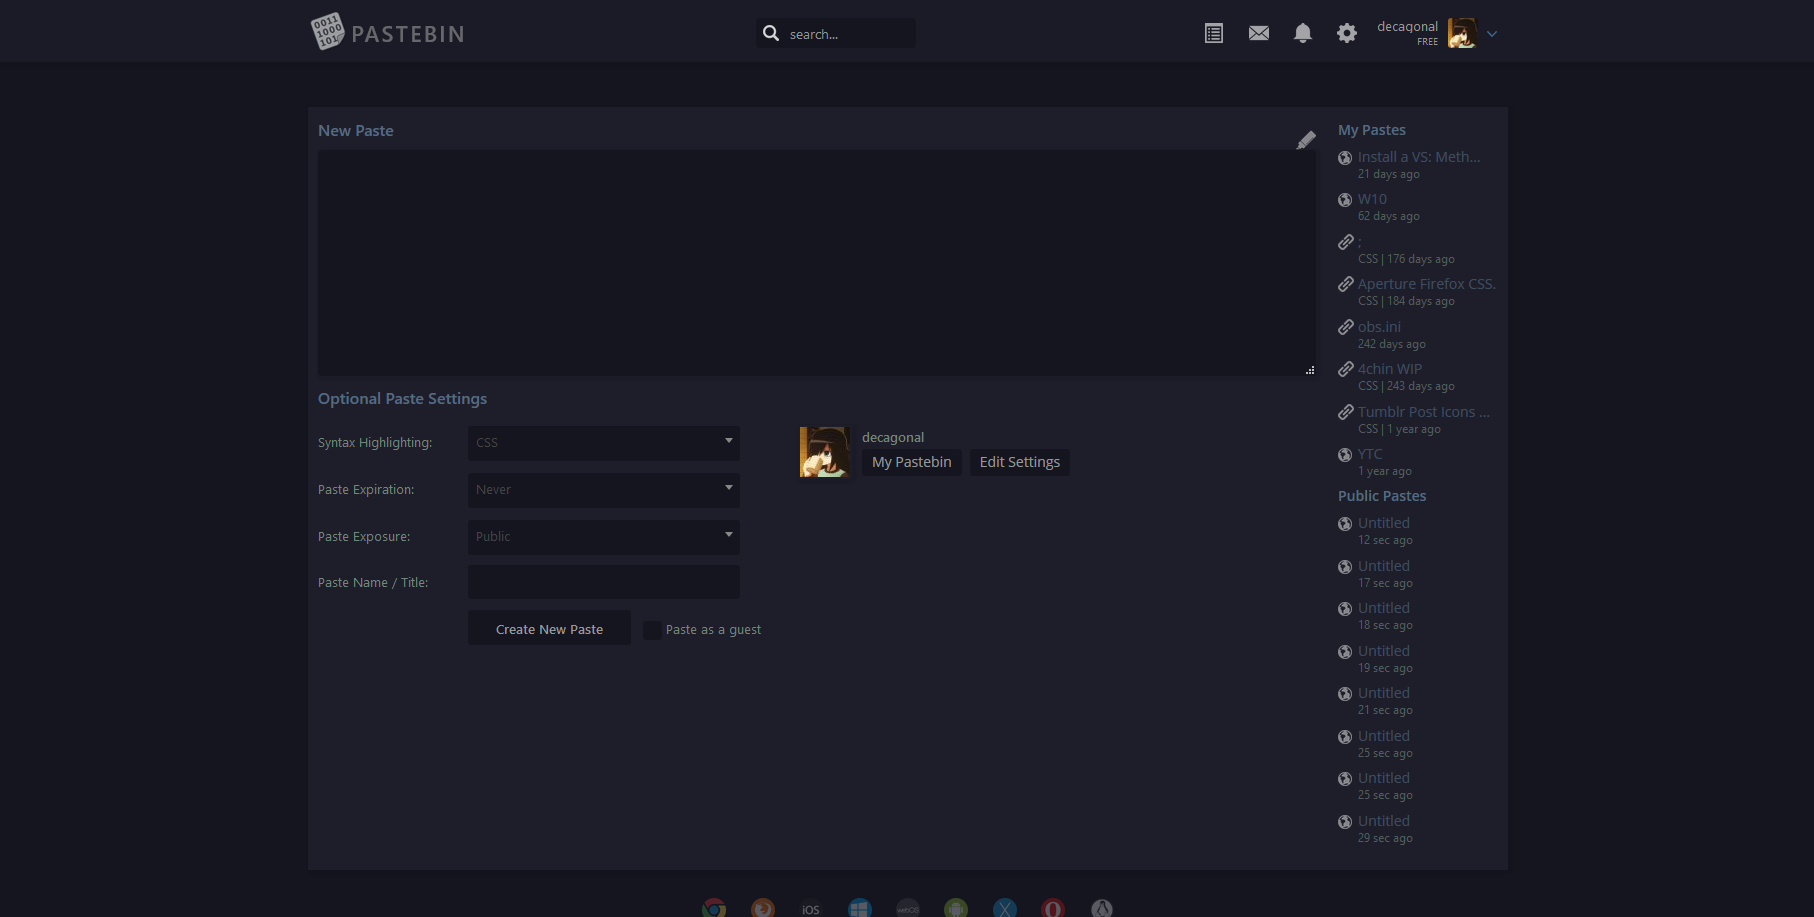 0011
1000
101
PASTEBIN
search...
decagonal
FREE
New Paste
Optional Paste Settings
Syntax Highlighting:
CSS
Paste Expiration:
Never
Paste Exposure:
Public
Paste Name / Title:
Create New Paste
Paste as a guest
decagonal
My Pastebin
Edit Settings
My Pastes
Install a VS: Meth...
21 days ago
W10
62 days ago
;
CSS | 176 days ago
Aperture Firefox CSS.
CSS | 184 days ago
obs.ini
242 days ago
4chin WIP
CSS | 243 days ago
Tumblr Post Icons ...
CSS | 1 year ago
YTC
1 year ago
Public Pastes
Untitled
12 sec ago
Untitled
17 sec ago
Untitled
18 sec ago
Untitled
19 sec ago
Untitled
21 sec ago
Untitled
25 sec ago
Untitled
25 sec ago
Untitled
29 sec ago
iOS
webOS